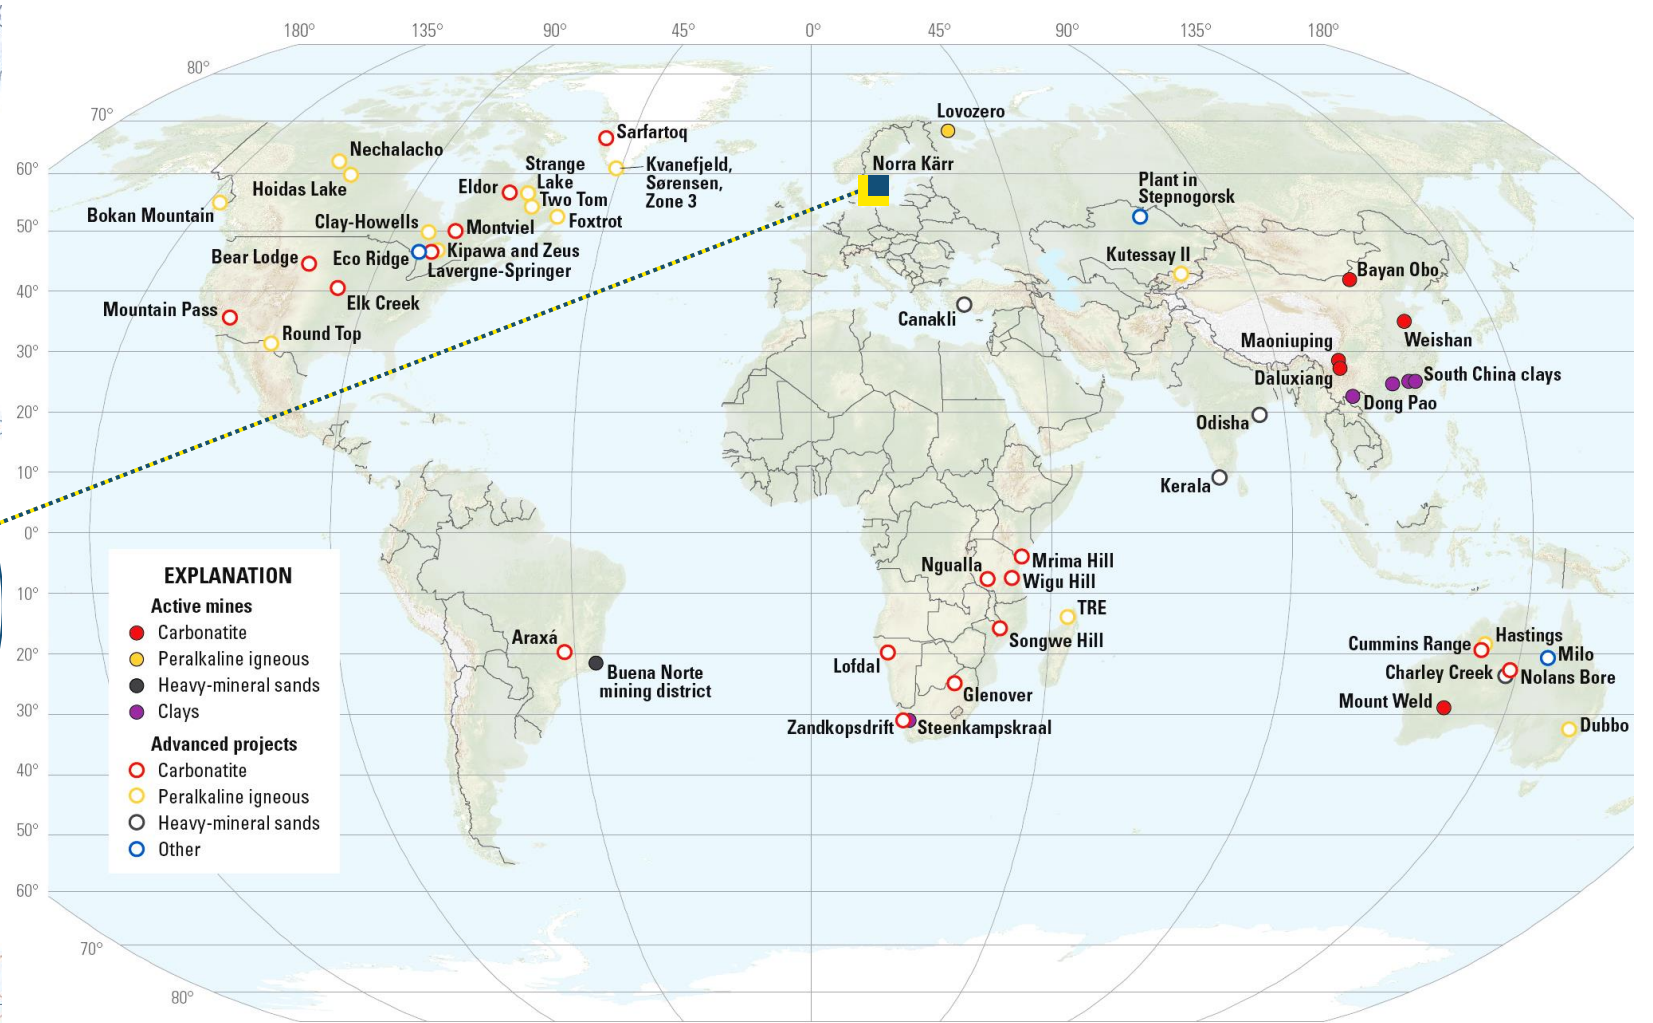 180°
135°
90°
45°
0°
45°
90°
135°
180°
80°
70°
60°
50°
40°
30°
20°
10°
0°
10°
20°
30°
40°
50°
60°
70°
80°
Nechalacho
Hoidas Lake
Bokan Mountain
Clay-Howells
Bear Lodge
Eco Ridge
Mountain Pass
Elk Creek
Round Top
Sarfartoq
Strange
Lake
Eldor
Two Tom
Foxtrot
Montviel
Kipawa and Zeus
Lavergne-Springer
Kvanefjeld,
Sørensen,
Zone 3
Lovozero
Norra Kärr
Plant in
Stepnogorsk
Kutessay II
Canakli
Bayan Obo
Weishan
Maoniuping
Daluxiang
South China clays
Dong Pao
Odisha
Kerala
Mrima Hill
Ngualla
Wigu Hill
TRE
Songwe Hill
Lofdal
Glenover
Zandkopsdrift
Steenkampskraal
Araxá
Buena Norte
mining district
Hastings
Cummins Range
Milo
Charley Creek
Nolans Bore
Mount Weld
Dubbo
EXPLANATION
Active mines
Carbonatite
Peralkaline igneous
Heavy-mineral sands
Clays
Advanced projects
Carbonatite
Peralkaline igneous
Heavy-mineral sands
Other